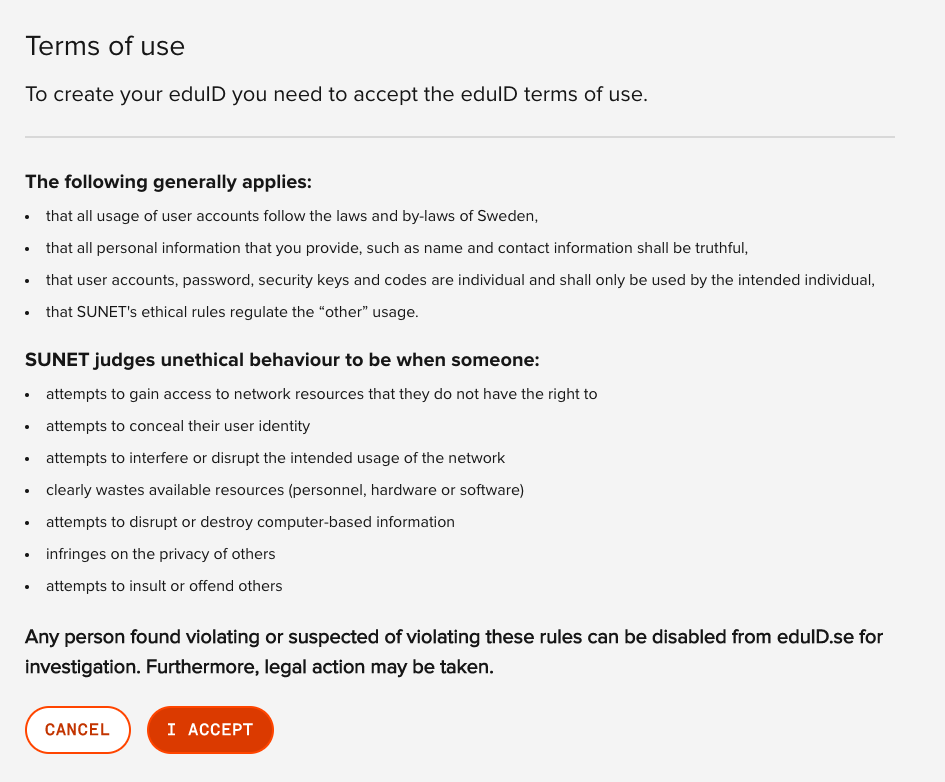 Terms of use
To create your eduID you need to accept the eduID terms of use.
The following generally applies:
• that all usage of user accounts follow the laws and by-laws of Sweden,
• that all personal information that you provide, such as name and contact information shall be truthful,
• that user accounts, password, security keys and codes are individual and shall only be used by the intended individual,
• that SUNET's ethical rules regulate the “other” usage.
SUNET judges unethical behaviour to be when someone:
• attempts to gain access to network resources that they do not have the right to
• attempts to conceal their user identity
• attempts to interfere or disrupt the intended usage of the network
• clearly wastes available resources (personnel, hardware or software)
• attempts to disrupt or destroy computer-based information
• infringes on the privacy of others
• attempts to insult or offend others
Any person found violating or suspected of violating these rules can be disabled from eduID.se for
investigation. Furthermore, legal action may be taken.
CANCEL
I ACCEPT